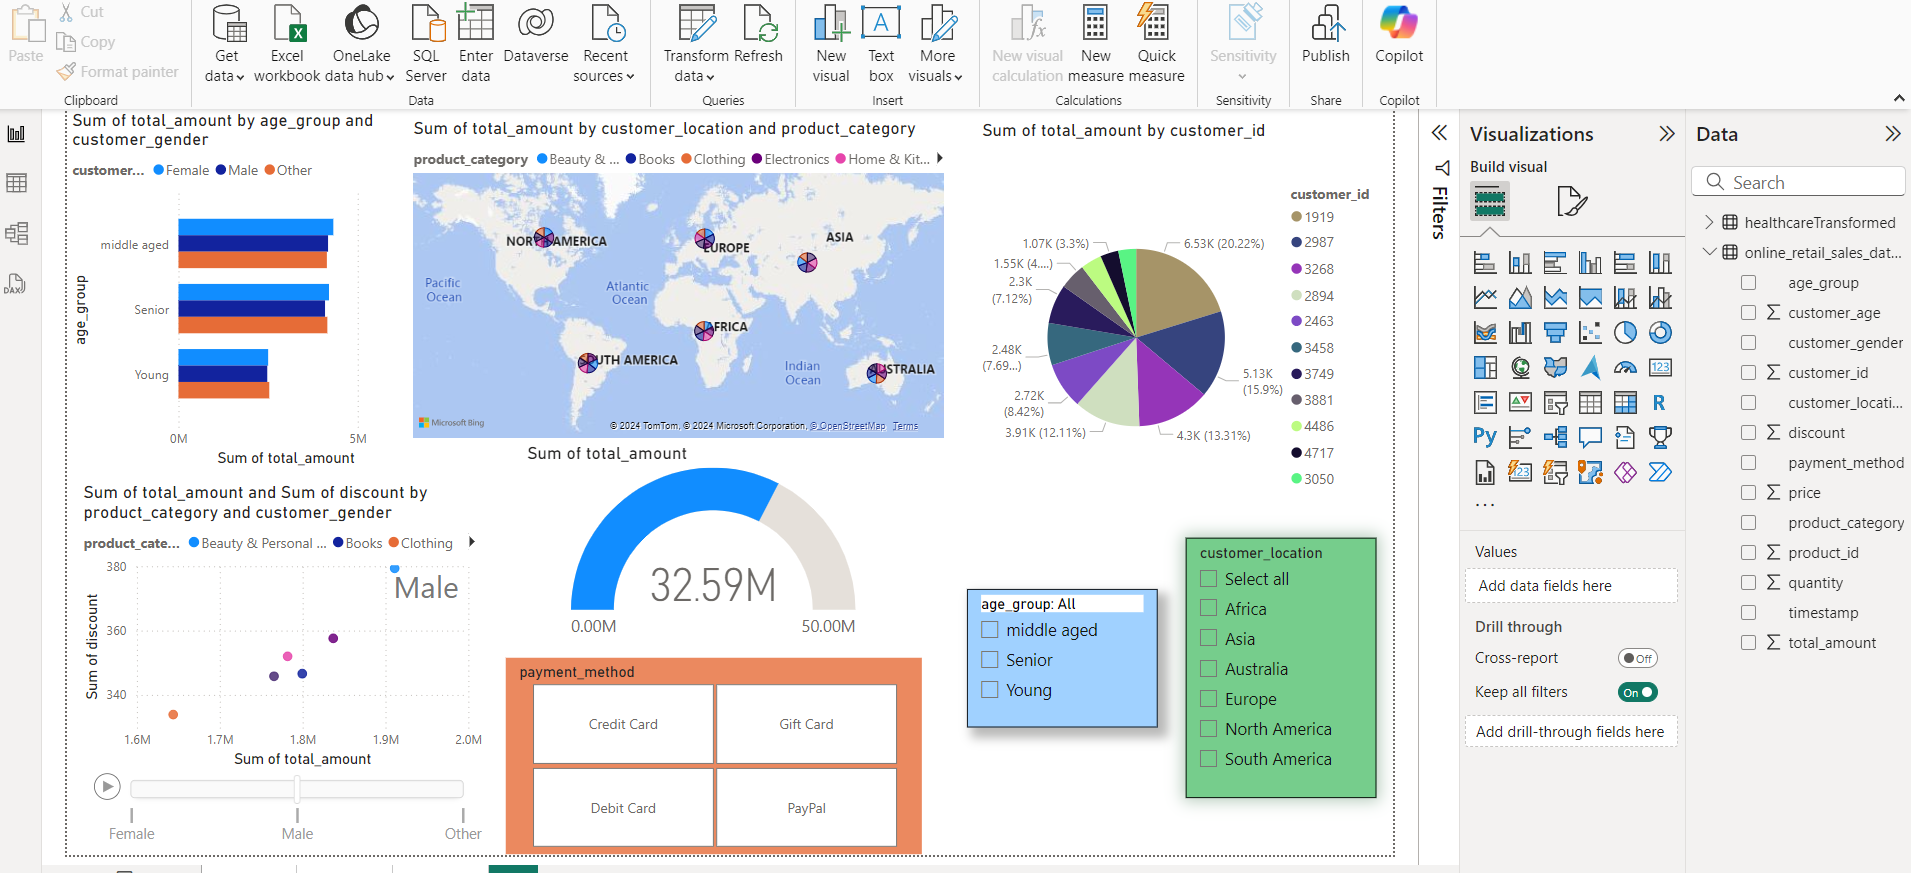 Paste
Cut
Copy
Format painter
Clipboard
Get data
Excel workbook
OneLake data hub
SQL Server
Enter data
Dataverse
Recent sources
Data
Transform data
Refresh
Queries
New visual
Text box
More visuals
Insert
New visual calculation
New measure
Quick measure
Calculations
Sensitivity
Sensitivity
Publish
Share
Copilot
Copilot
Sum of total_amount by age_group and
customer_gender
customer... Female Male Other
age_group
middle aged
Senior
Young
0M 5M
Sum of total_amount
Sum of total_amount by customer_location and product_category
product_category Beauty & ... Books Clothing Electronics Home & Kit...
NORTH AMERICA
EUROPE
ASIA
Pacific
Ocean
Atlantic
Ocean
AFRICA
UTH AMERICA
Indian
Ocean
STRALIA
Microsoft Bing
© 2024 TomTom, © 2024 Microsoft Corporation, © OpenStreetMap Terms
Sum of total_amount by customer_id
1.07K (3.3%)
6.53K (20.22%)
1.55K (4....)
2.3K
(7.12%)
2.48K
(7.69...)
2.72K
(8.42%)
3.91K (12.11%)
4.3K (13.31%)
5.13K
(15.9%)
customer_id
1919
2987
3268
2894
2463
3458
3749
3881
4486
4717
3050
Sum of total_amount and Sum of discount by
product_category and customer_gender
product_cate... Beauty & Personal ... Books Clothing
Sum of discount
380
360
340
Male
1.6M 1.7M 1.8M 1.9M 2.0M
Sum of total_amount
Female Male Other
Sum of total_amount
32.59M
0.00M 50.00M
payment_method
Credit Card Gift Card
Debit Card PayPal
age_group: All
middle aged
Senior
Young
customer_location
Select all
Africa
Asia
Australia
Europe
North America
South America
Filters
Visualizations
Build visual
123
R
Py
123
...
Values
Add data fields here
Drill through
Cross-report Off
Keep all filters On
Add drill-through fields here
Data
Search
healthcareTransformed
online_retail_sales_dat...
age_group
customer_age
customer_gender
customer_id
customer_locati...
discount
payment_method
price
product_category
product_id
quantity
timestamp
total_amount
DAX